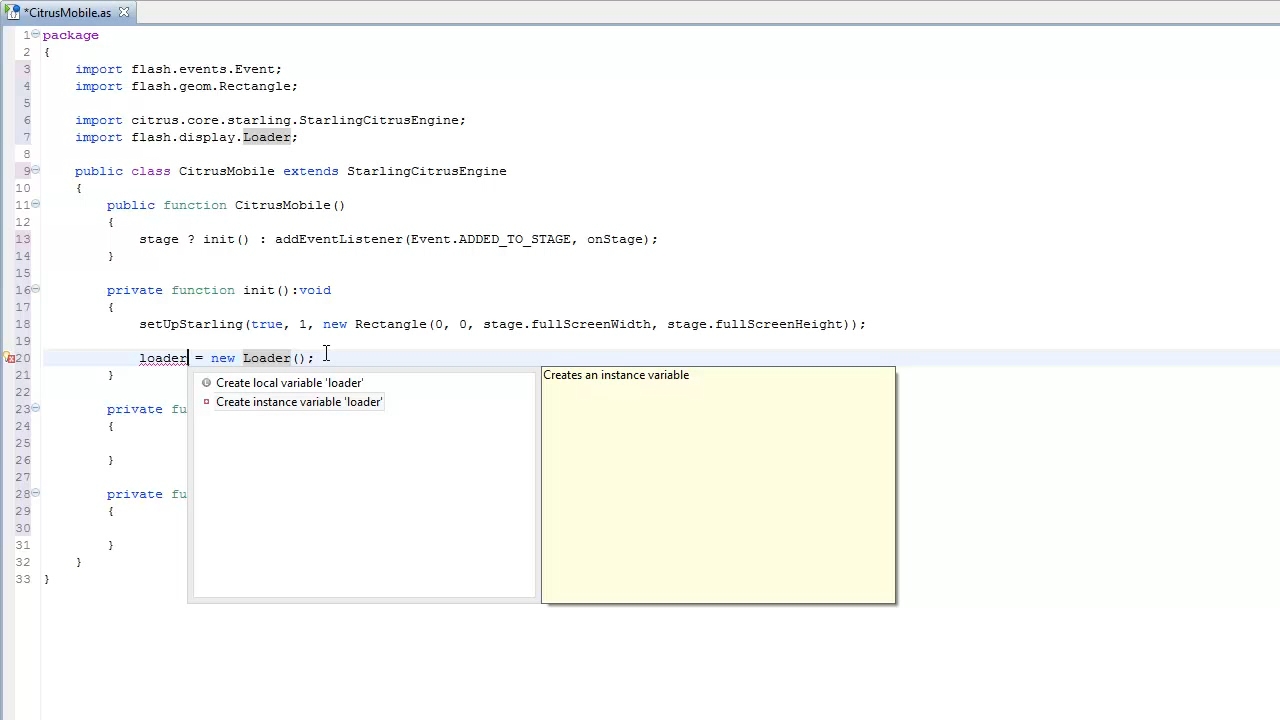 *CitrusMobile.as
1 package
2 {
3 import flash.events.Event;
4 import flash.geom.Rectangle;
5
6 import citrus.core.starling.StarlingCitrusEngine;
7 import flash.display.Loader;
8
9 public class CitrusMobile extends StarlingCitrusEngine
10 {
11 public function CitrusMobile()
12 {
13 stage ? init() : addEventListener(Event.ADDED_TO_STAGE, onStage);
14 }
15
16 private function init():void
17 {
18 setUpStarling(true, 1, new Rectangle(0, 0, stage.fullScreenWidth, stage.fullScreenHeight));
19
20 loader = new Loader();
21 }
Creates an instance variable
Create local variable 'loader'
22
Create instance variable 'loader'
23 private fu
24 {
25
26 }
27
28 private fu
29 {
30
31 }
32 }
33 }